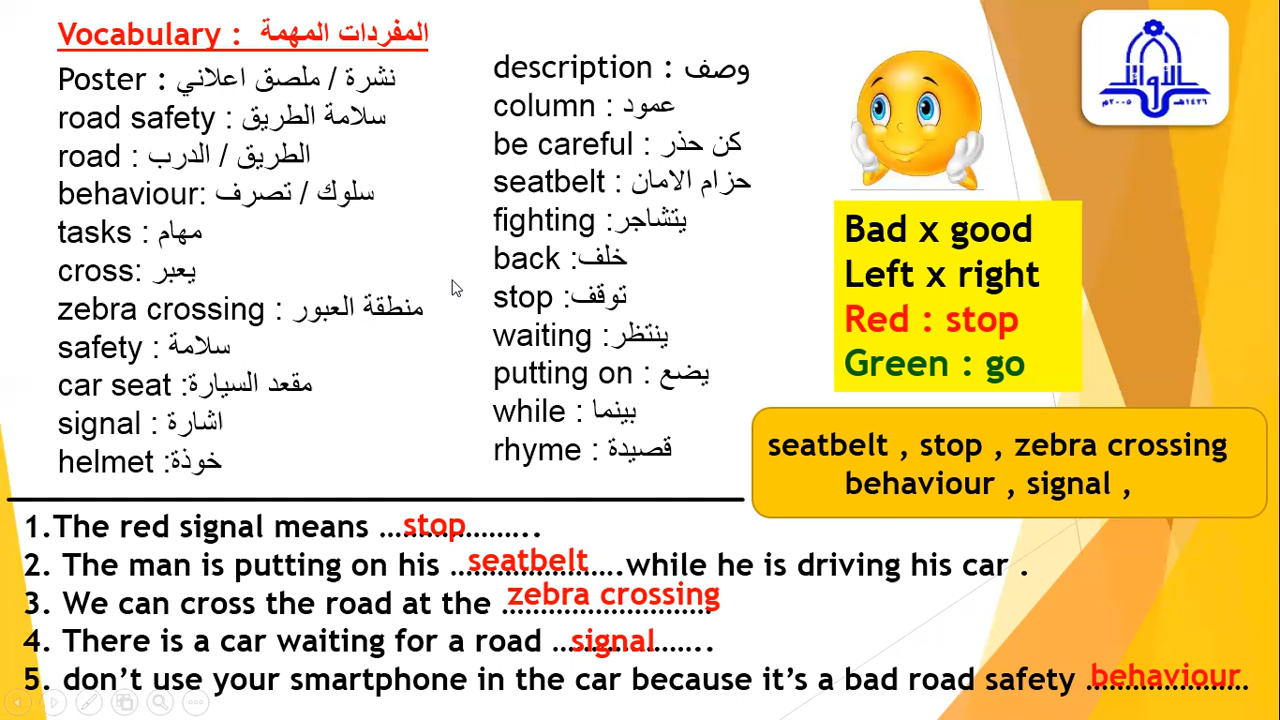 Vocabulary : المفردات المهمة
Poster : نشرة / ملصق اعلاني
road safety : سلامة الطريق
road : الطريق / الدرب
behaviour: سلوك / تصرف
tasks : مهام
cross: يعبر
zebra crossing : منطقة العبور
safety : سلامة
car seat: مقعد السيارة
signal : اشارة
helmet: خوذة
description : وصف
column : عمود
be careful : كن حذر
seatbelt : حزام الامان
fighting: يتشاجر
back: خلف
stop: توقف
waiting: ينتظر
putting on : يضع
while : بينما
rhyme : قصيدة
الأوائل
١٤٢٦هـ ٢٠٠٥م
Bad x good
Left x right
Red : stop
Green : go
seatbelt , stop , zebra crossing
behaviour , signal ,
1.The red signal means ...stop.......
2. The man is putting on his ...seatbelt....while he is driving his car .
3. We can cross the road at the zebra crossing
4. There is a car waiting for a road ...signal......
5. don’t use your smartphone in the car because it’s a bad road safety behaviour